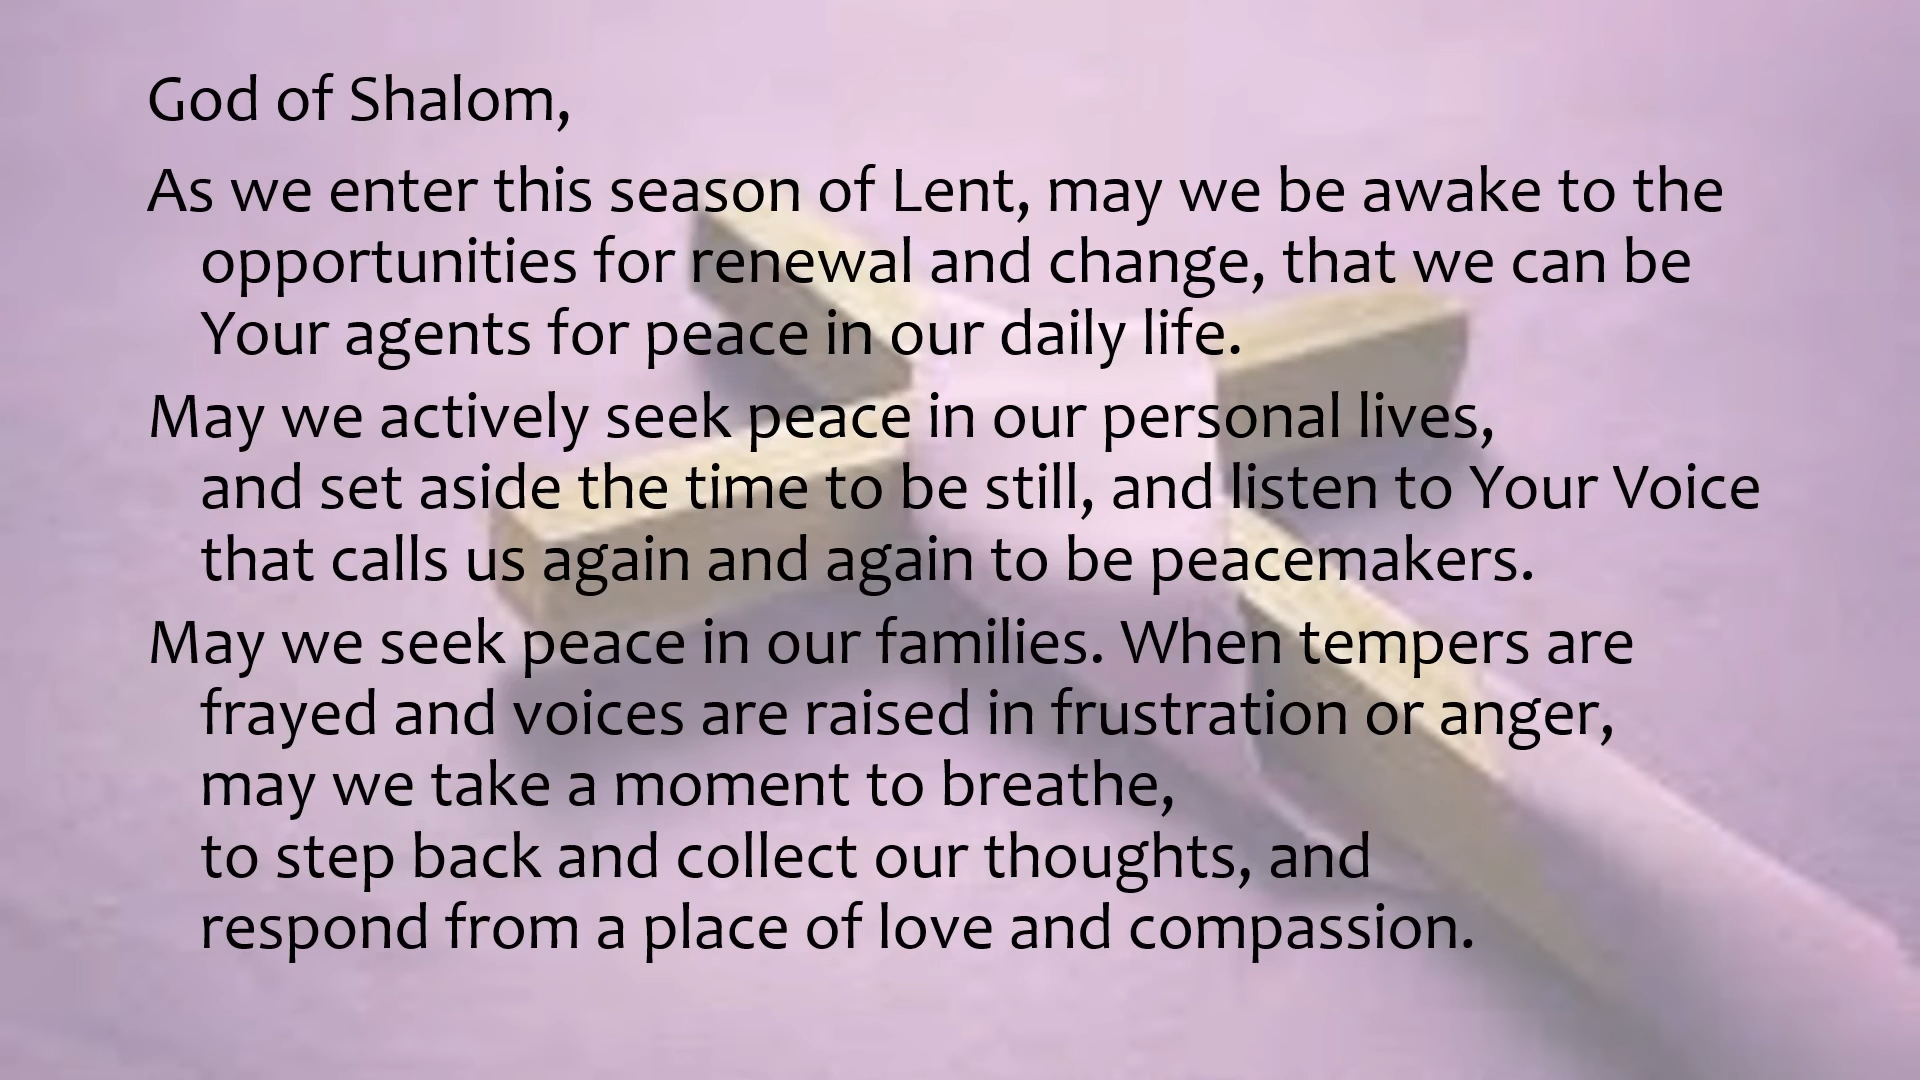 God of Shalom,
As we enter this season of Lent, may we be awake to the
opportunities for renewal and change, that we can be
Your agents for peace in our daily life.
May we actively seek peace in our personal lives,
and set aside the time to be still, and listen to Your Voice
that calls us again and again to be peacemakers.
May we seek peace in our families. When tempers are
frayed and voices are raised in frustration or anger,
may we take a moment to breathe,
to step back and collect our thoughts, and
respond from a place of love and compassion.